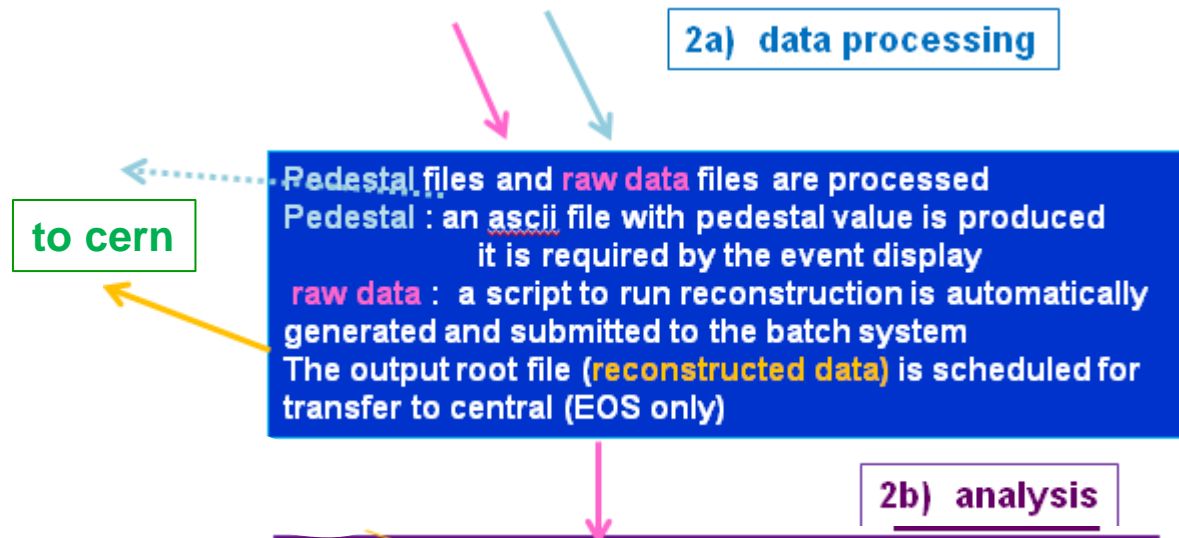 2a) data processing
Pedestal files and raw data files are processed
to cern
Pedestal : an ascii file with pedestal value is produced
it is required by the event display
raw data : a script to run reconstruction is automatically
generated and submitted to the batch system
The output root file (reconstructed data) is scheduled for
transfer to central (EOS only)
2b) analysis